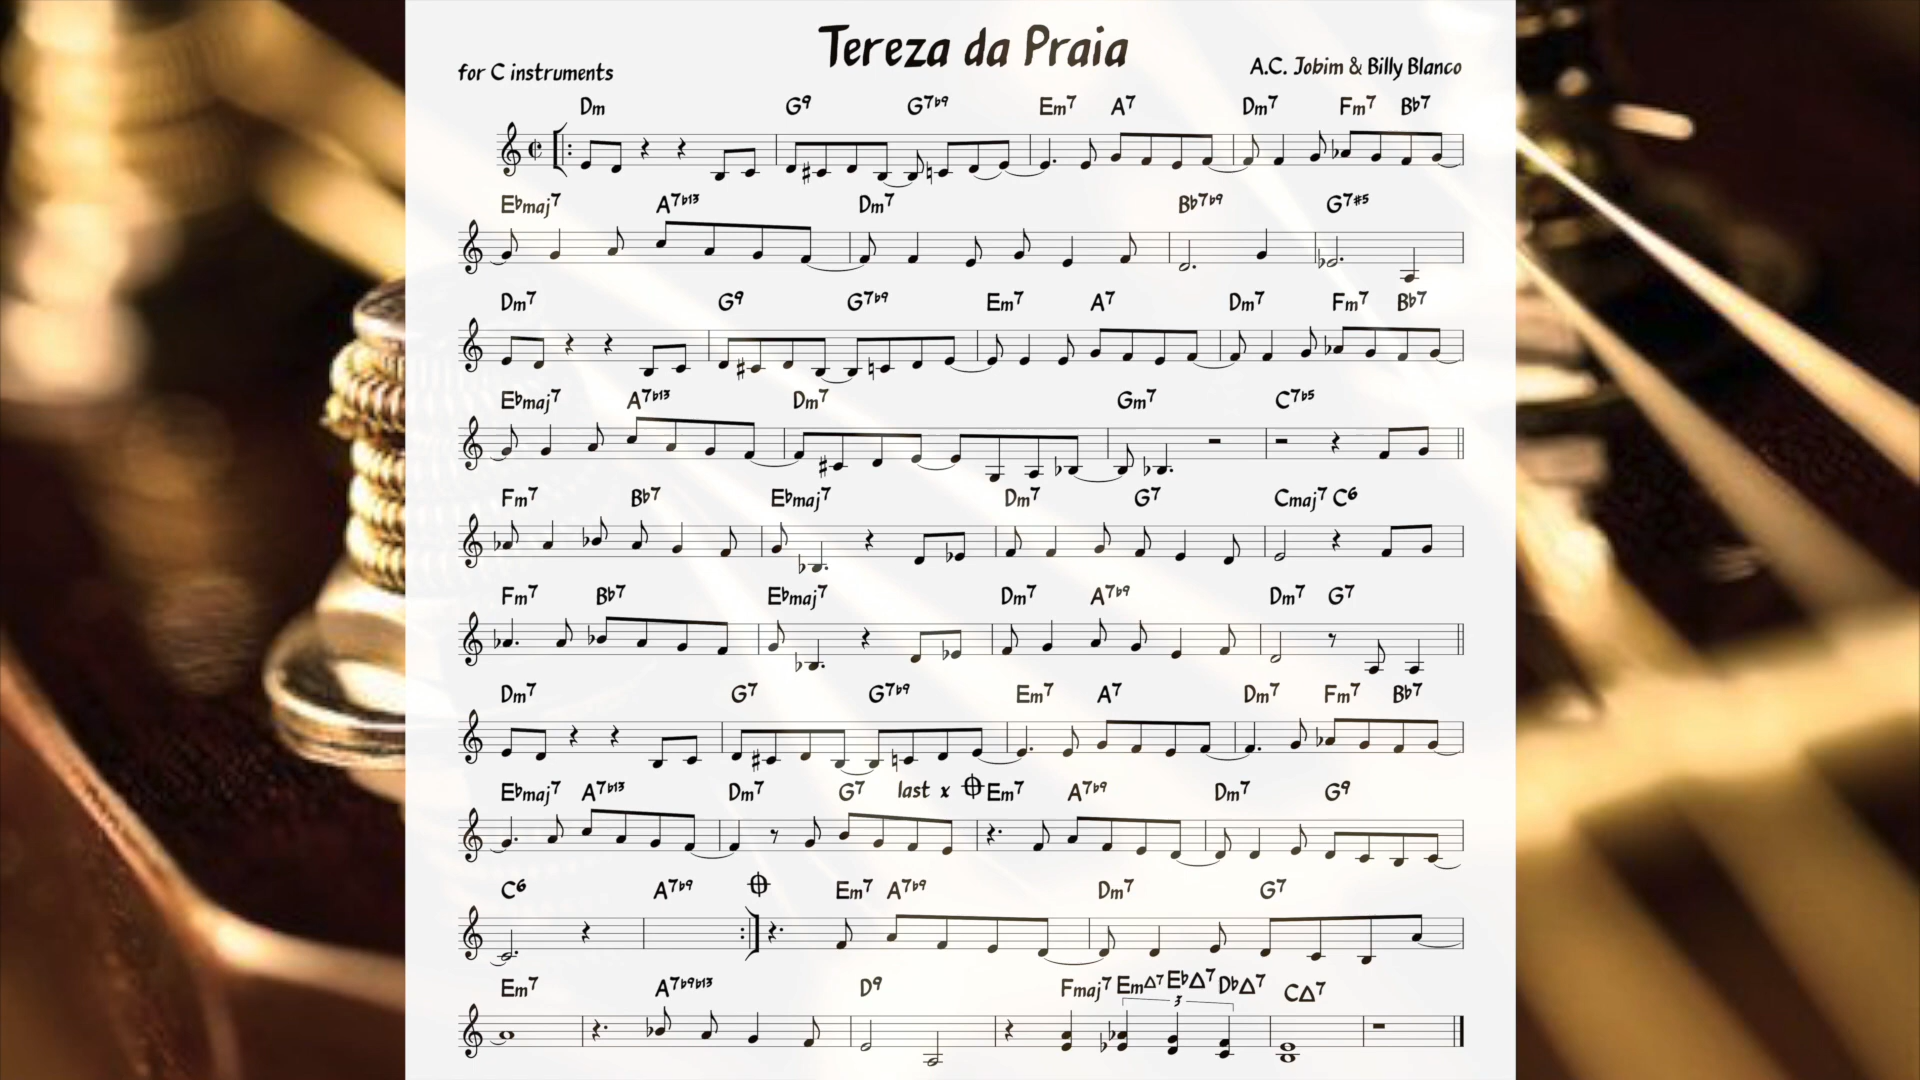 Tereza da Praia
for C instruments
A.C. Jobim & Billy Blanco
Dm G9 G7b9 Em7 A7 Dm7 Fm7 Bb7
Ebmaj7 A7b13 Dm7 Bb7b9 G7#5
Dm7 G9 G7b9 Em7 A7 Dm7 Fm7 Bb7
Ebmaj7 A7b13 Dm7 Gm7 C7b5
Fm7 Bb7 Ebmaj7 Dm7 G7 Cmaj7 C6
Fm7 Bb7 Ebmaj7 Dm7 A7b9 Dm7 G7
Dm7 G7 G7b9 Em7 A7 Dm7 Fm7 Bb7
Ebmaj7 A7b13 Dm7 G7 last x Em7 A7b9 Dm7 G9
C6 A7b9 Em7 A7b9 Dm7 G7
Em7 A7b9b13 D9 Fmaj7 EmΔ7 EbΔ7 DbΔ7 CΔ7
3